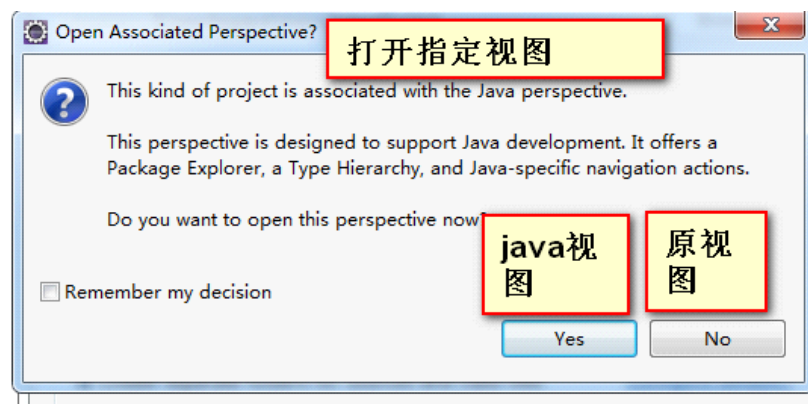 Open Associated Perspective?
打开指定视图
This kind of project is associated with the Java perspective.
This perspective is designed to support Java development. It offers a
Package Explorer, a Type Hierarchy, and Java-specific navigation actions.
Do you want to open this perspective now?
java视
图
原视
图
Remember my decision
Yes
No